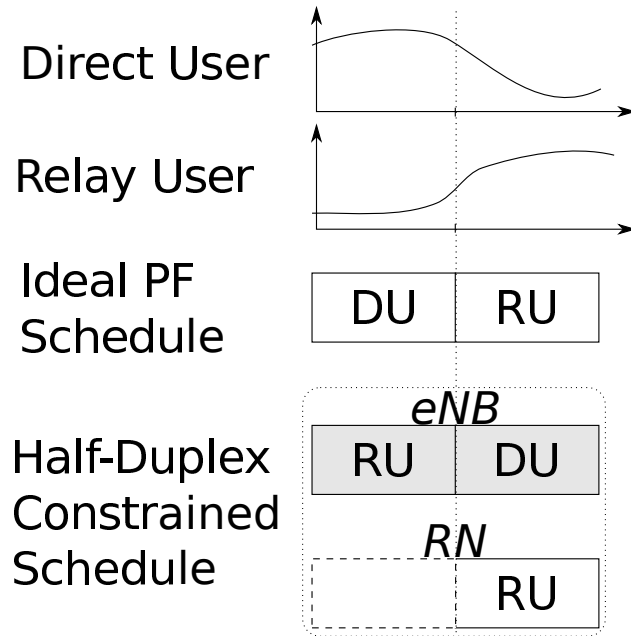 Direct User
Relay User
Ideal PF
Schedule
DU RU
eNB
Half-Duplex
Constrained
Schedule
RU DU
RN
RU